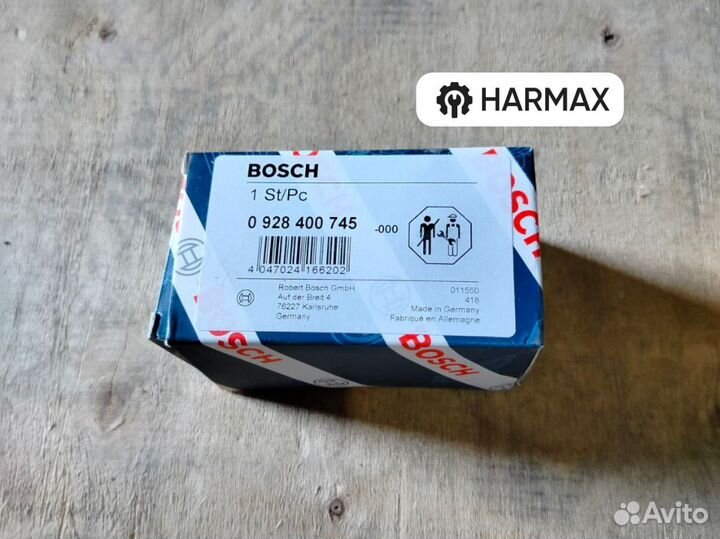 HARMAX
BOSCH
1 St/Pc
0 928 400 745 -000
4 047024 166202
Robert Bosch GmbH
Auf der Breit 4
76227 Karlsruhe
Germany
011550
418
Made in Germany
Fabriqué en Allemagne
BOSCH
BOSCH
Avito